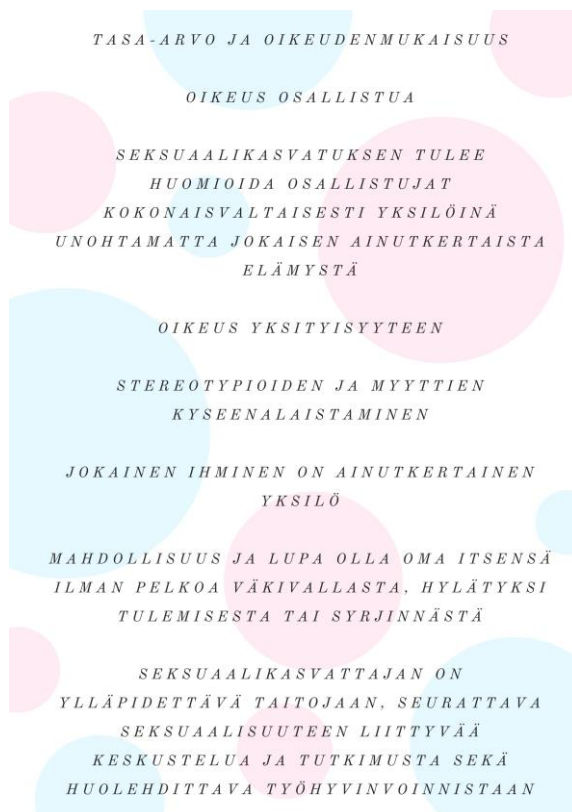 TASA-ARVO JA OIKEUDENMUKAISUUS
OIKEUS OSALLISTUA
SEKSUAALIKASVATUKSEN TULEE
HUOMIOIDA OSALLISTUJAT
KOKONAISVALTAISESTI YKSILÖINÄ
UNOHTAMATTA JOKAISEN AINUTKERTAISTA
ELÄMYSTÄ
OIKEUS YKSITYISYYTEEN
STEREOTYPIOIDEN JA MYYTTIEN
KYSEENALAISTAMINEN
JOKAINEN IHMINEN ON AINUTKERTAINEN
YKSILÖ
MAHDOLLISUUS JA LUPA OLLA OMA ITSENSÄ
ILMAN PELKOA VÄKIVALLASTA, HYLÄTYKSI
TULEMISESTA TAI SYRJINNÄSTÄ
SEKSUAALIKASVATTAJAN ON
YLLÄPIDETTÄVÄ TAITOJAAN, SEURATTAVA
SEKSUAALISUUTEEN LIITTYVÄÄ
KESKUSTELUA JA TUTKIMUSTA SEKÄ
HUOLEHDITTAVA TYÖHYVINVOINNISTAAN